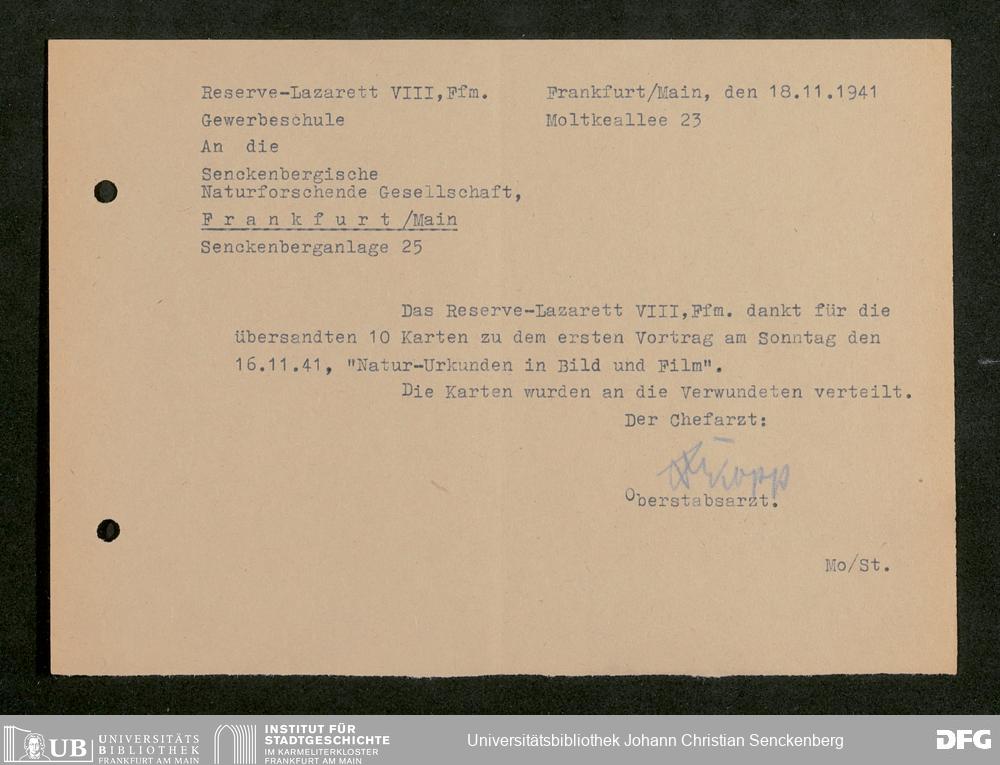 Reserve-Lazarett VIII,Ffm. Frankfurt/Main, den 18.11.1941
Gewerbeschule Moltkeallee 23
An die
Senckenbergische
Naturforschende Gesellschaft,
F r a n k f u r t /Main
Senckenberganlage 25
Das Reserve-Lazarett VIII,Ffm. dankt für die
übersandten 10 Karten zu dem ersten Vortrag am Sonntag den
16.11.41, "Natur-Urkunden in Bild und Film".
Die Karten wurden an die Verwundeten verteilt.
Der Chefarzt:
Oberstabsarzt.
Mo/St.
UB UNIVERSITÄTS BIBLIOTHEK FRANKFURT AM MAIN
INSTITUT FÜR STADTGESCHICHTE IM KARMELITERKLOSTER FRANKFURT AM MAIN
Universitätsbibliothek Johann Christian Senckenberg
DFG